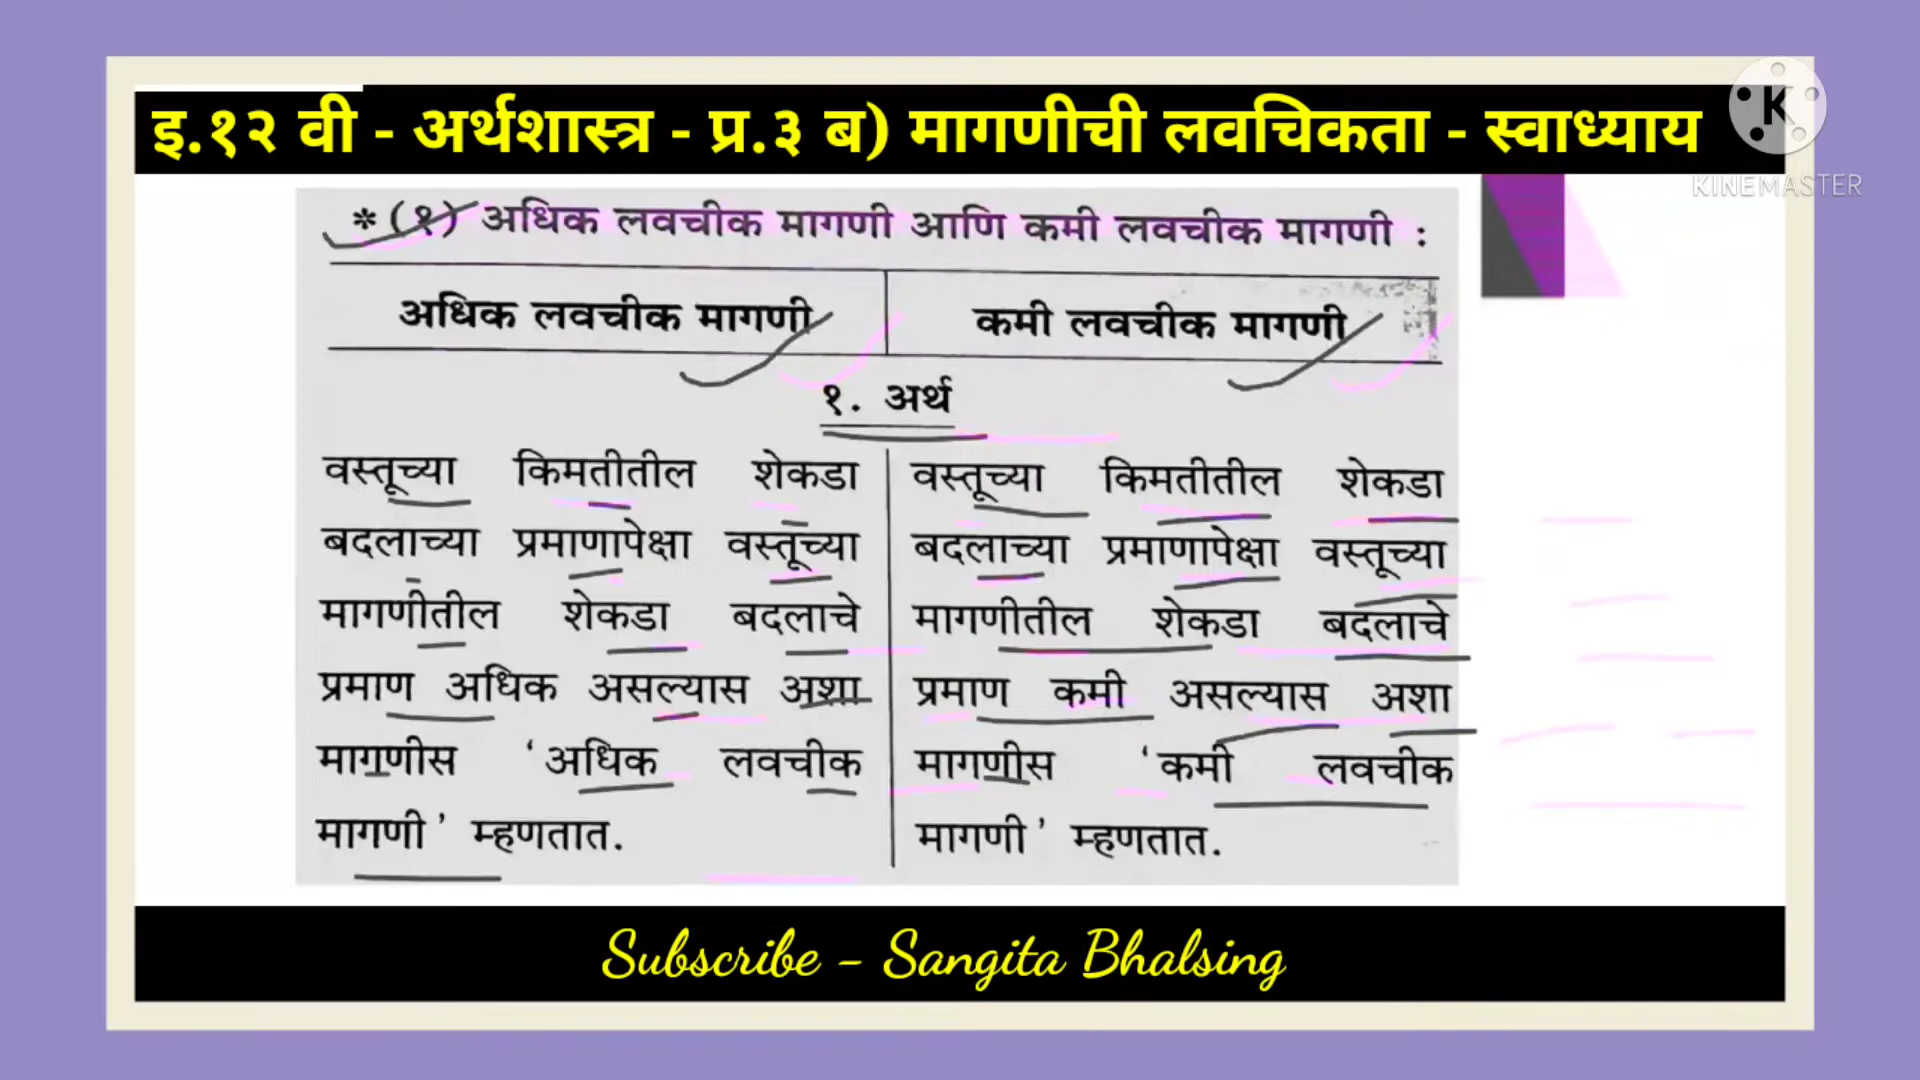 इ.१२ वी - अर्थशास्त्र - प्र.३ ब) मागणीची लवचिकता - स्वाध्याय
K
KINEMASTER
* (१) अधिक लवचीक मागणी आणि कमी लवचीक मागणी :
अधिक लवचीक मागणी
कमी लवचीक मागणी
१. अर्थ
वस्तूच्या किमतीतील शेकडा
बदलाच्या प्रमाणापेक्षा वस्तूच्या
मागणीतील शेकडा बदलाचे
प्रमाण अधिक असल्यास अशा
मागणीस ‘अधिक लवचीक
मागणी’ म्हणतात.
वस्तूच्या किमतीतील शेकडा
बदलाच्या प्रमाणापेक्षा वस्तूच्या
मागणीतील शेकडा बदलाचे
प्रमाण कमी असल्यास अशा
मागणीस ‘कमी लवचीक
मागणी’ म्हणतात.
Subscribe - Sangita Bhalsing